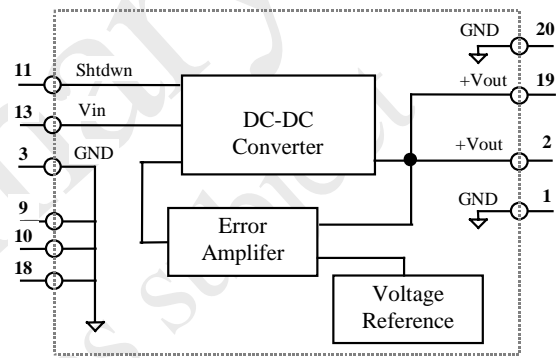 11 Shtdwn
13 Vin
3 GND
9
10
18
DC-DC
Converter
Error
Amplifer
Voltage
Reference
GND 20
+Vout 19
+Vout 2
GND 1